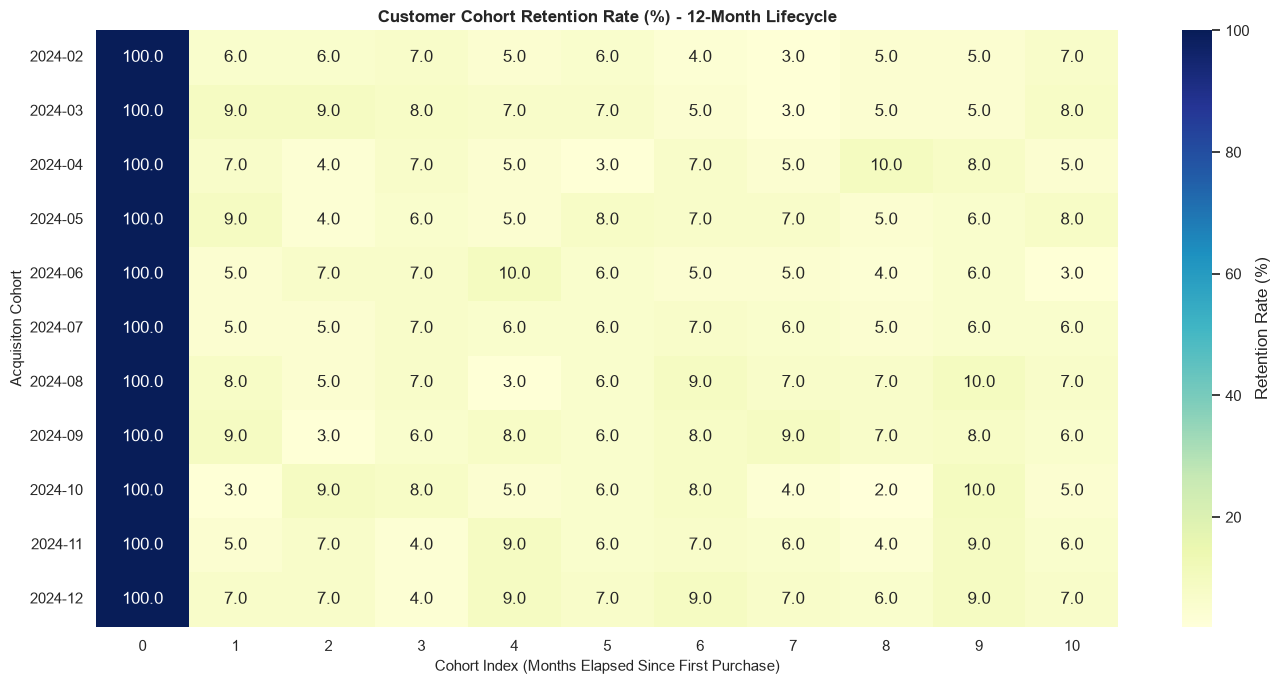 Customer Cohort Retention Rate (%) - 12-Month Lifecycle
2024-02 100.0 6.0 6.0 7.0 5.0 6.0 4.0 3.0 5.0 5.0 7.0
2024-03 100.0 9.0 9.0 8.0 7.0 7.0 5.0 3.0 5.0 5.0 8.0
2024-04 100.0 7.0 4.0 7.0 5.0 3.0 7.0 5.0 10.0 8.0 5.0
2024-05 100.0 9.0 4.0 6.0 5.0 8.0 7.0 7.0 5.0 6.0 8.0
2024-06 100.0 5.0 7.0 7.0 10.0 6.0 5.0 5.0 4.0 6.0 3.0
2024-07 100.0 5.0 5.0 7.0 6.0 6.0 7.0 6.0 5.0 6.0 6.0
2024-08 100.0 8.0 5.0 7.0 3.0 6.0 9.0 7.0 7.0 10.0 7.0
2024-09 100.0 9.0 3.0 6.0 8.0 6.0 8.0 9.0 7.0 8.0 6.0
2024-10 100.0 3.0 9.0 8.0 5.0 6.0 8.0 4.0 2.0 10.0 5.0
2024-11 100.0 5.0 7.0 4.0 9.0 6.0 7.0 6.0 4.0 9.0 6.0
2024-12 100.0 7.0 7.0 4.0 9.0 7.0 9.0 7.0 6.0 9.0 7.0
0 1 2 3 4 5 6 7 8 9 10
Cohort Index (Months Elapsed Since First Purchase)
Acquisiton Cohort
100
80
60
40
20
Retention Rate (%)